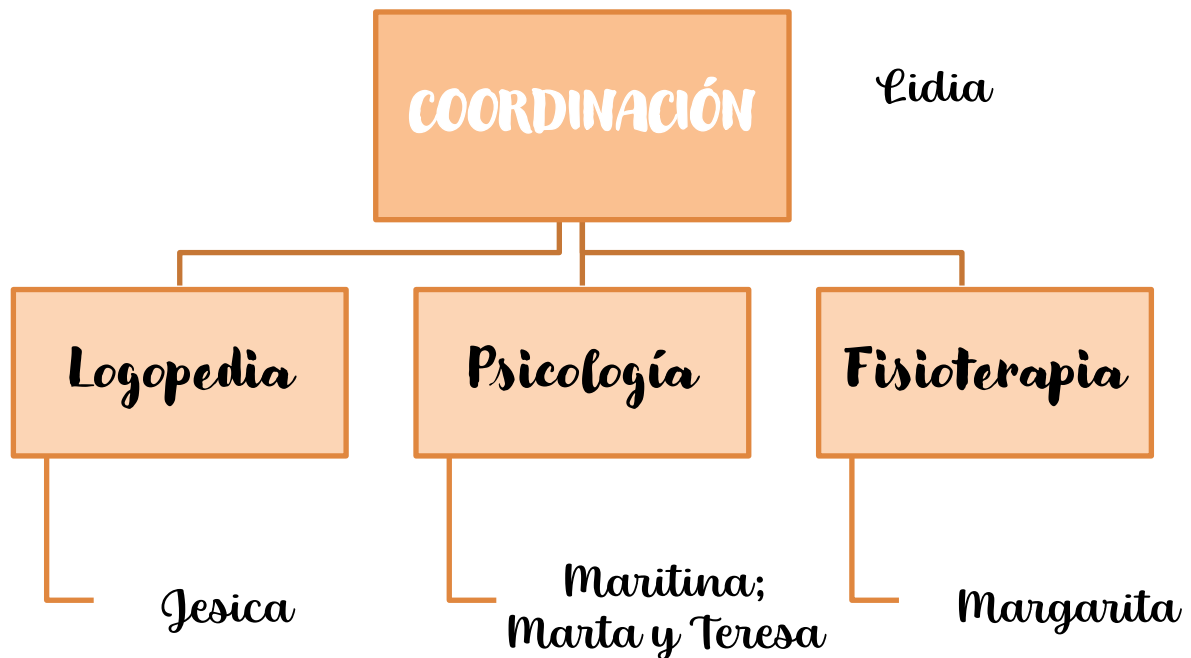 COORDINACIÓN
Lidia
Logopedia
Psicología
Fisioterapia
Jesica
Maritina;
Marta y Teresa
Margarita